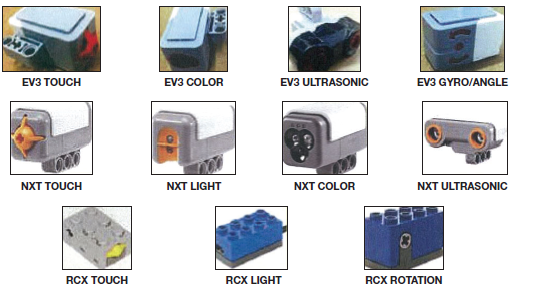 EV3 TOUCH
EV3 COLOR
EV3 ULTRASONIC
EV3 GYRO/ANGLE
NXT TOUCH
NXT LIGHT
NXT COLOR
NXT ULTRASONIC
RCX TOUCH
RCX LIGHT
RCX ROTATION